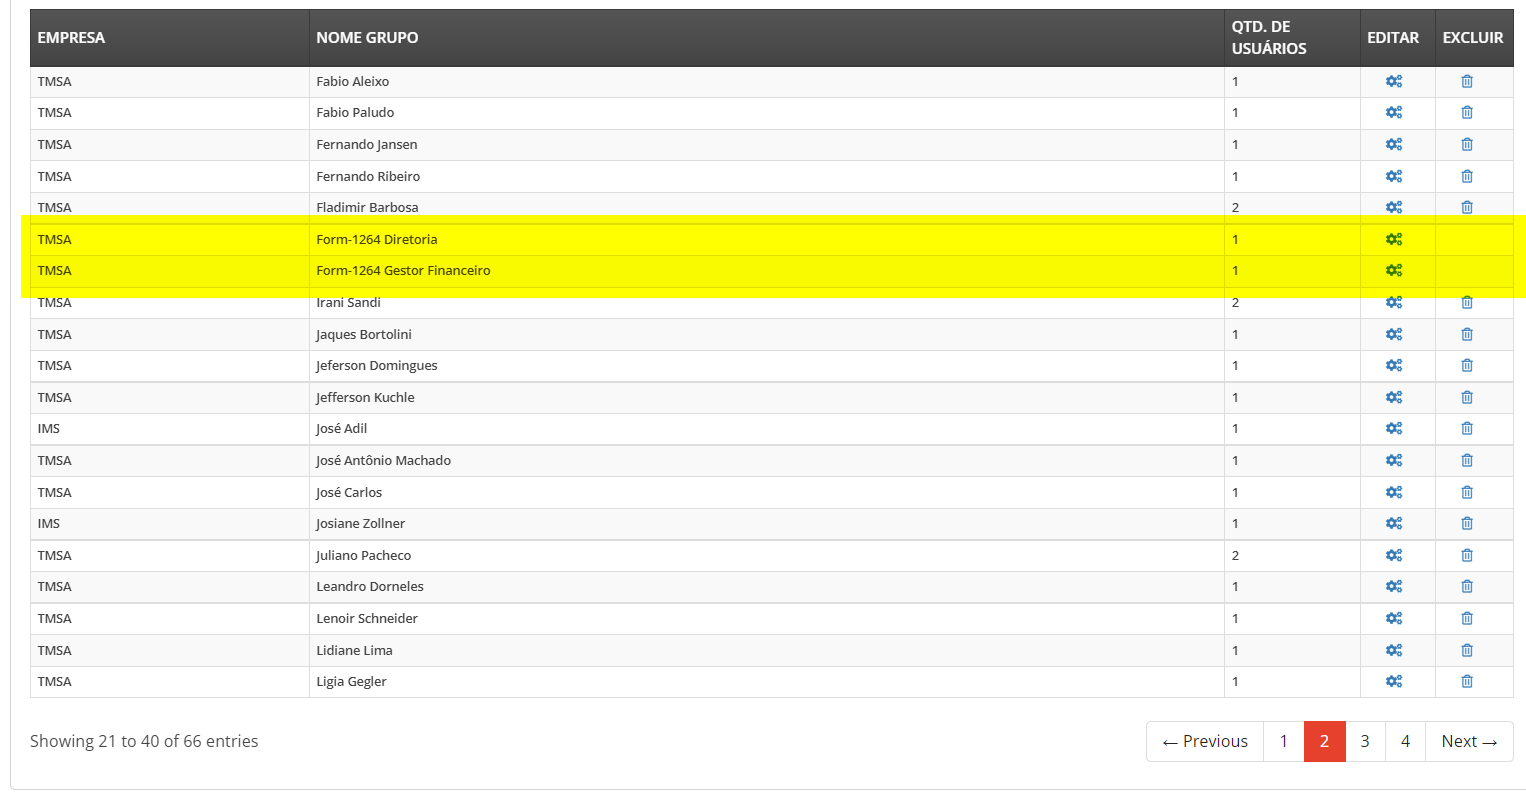 EMPRESA NOME GRUPO QTD. DE USUÁRIOS EDITAR EXCLUIR
TMSA Fabio Aleixo 1
TMSA Fabio Paludo 1
TMSA Fernando Jansen 1
TMSA Fernando Ribeiro 1
TMSA Fladimir Barbosa 2
TMSA Form-1264 Diretoria 1
TMSA Form-1264 Gestor Financeiro 1
TMSA Irani Sandi 2
TMSA Jaques Bortolini 1
TMSA Jeferson Domingues 1
TMSA Jefferson Kuchle 1
IMS José Adil 1
TMSA José Antônio Machado 1
TMSA José Carlos 1
IMS Josiane Zollner 1
TMSA Juliano Pacheco 2
TMSA Leandro Dorneles 1
TMSA Lenoir Schneider 1
TMSA Lidiane Lima 1
TMSA Ligia Gegler 1
Showing 21 to 40 of 66 entries ← Previous 1 2 3 4 Next →